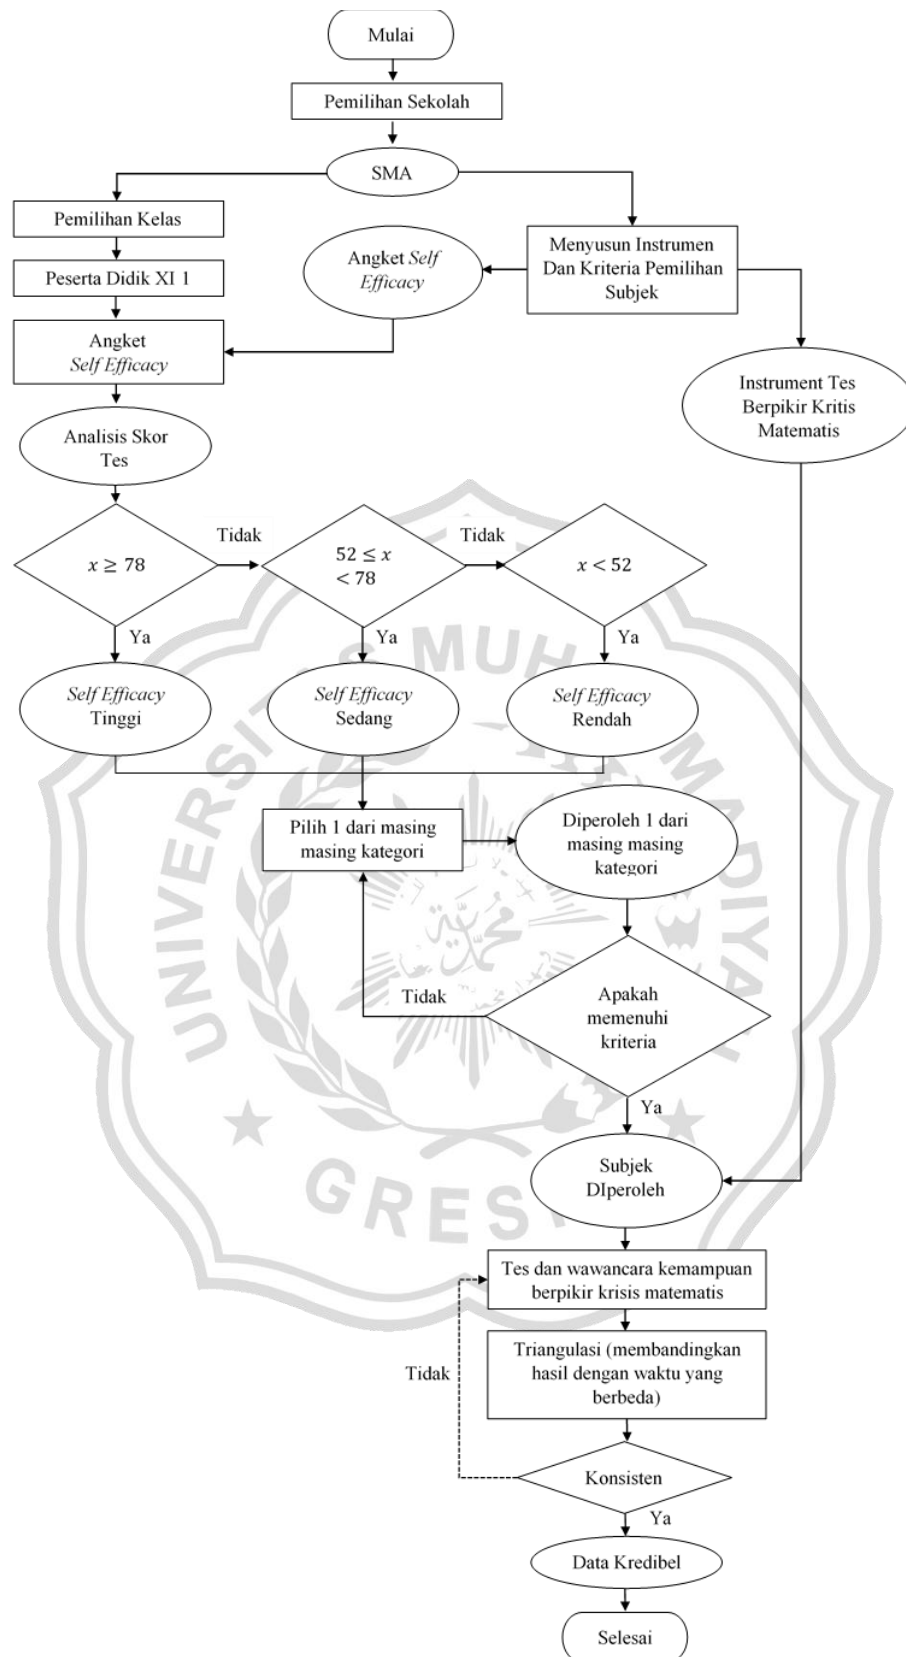 Mulai
Pemilihan Sekolah
SMA
Pemilihan Kelas
Menyusun Instrumen
Dan Kriteria Pemilihan
Subjek
Angket Self
Efficacy
Peserta Didik XI 1
Angket
Self Efficacy
Instrument Tes
Berpikir Kritis
Matematis
Analisis Skor
Tes
x ≥ 78
Tidak
52 ≤ x
< 78
Tidak
x < 52
Ya
Ya
Ya
Self Efficacy
Tinggi
Self Efficacy
Sedang
Self Efficacy
Rendah
Pilih 1 dari masing
masing kategori
Diperoleh 1 dari
masing masing
kategori
Apakah
memenuhi
kriteria
Tidak
Ya
Subjek
DIperoleh
Tes dan wawancara kemampuan
berpikir krisis matematis
Triangulasi (membandingkan
hasil dengan waktu yang
berbeda)
Tidak
Konsisten
Ya
Data Kredibel
Selesai